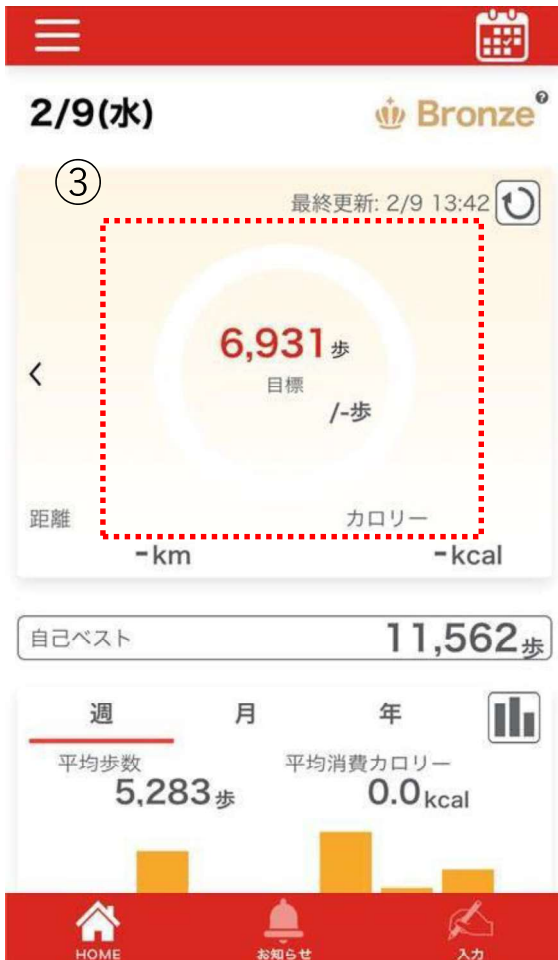 2/9(水)
Bronze?
③
最終更新: 2/9 13:42
6,931歩
目標
/-歩
距離
カロリー
-km
-kcal
自己ベスト
11,562歩
週 月 年
平均歩数
平均消費カロリー
5,283歩
0.0kcal
HOME お知らせ 入力